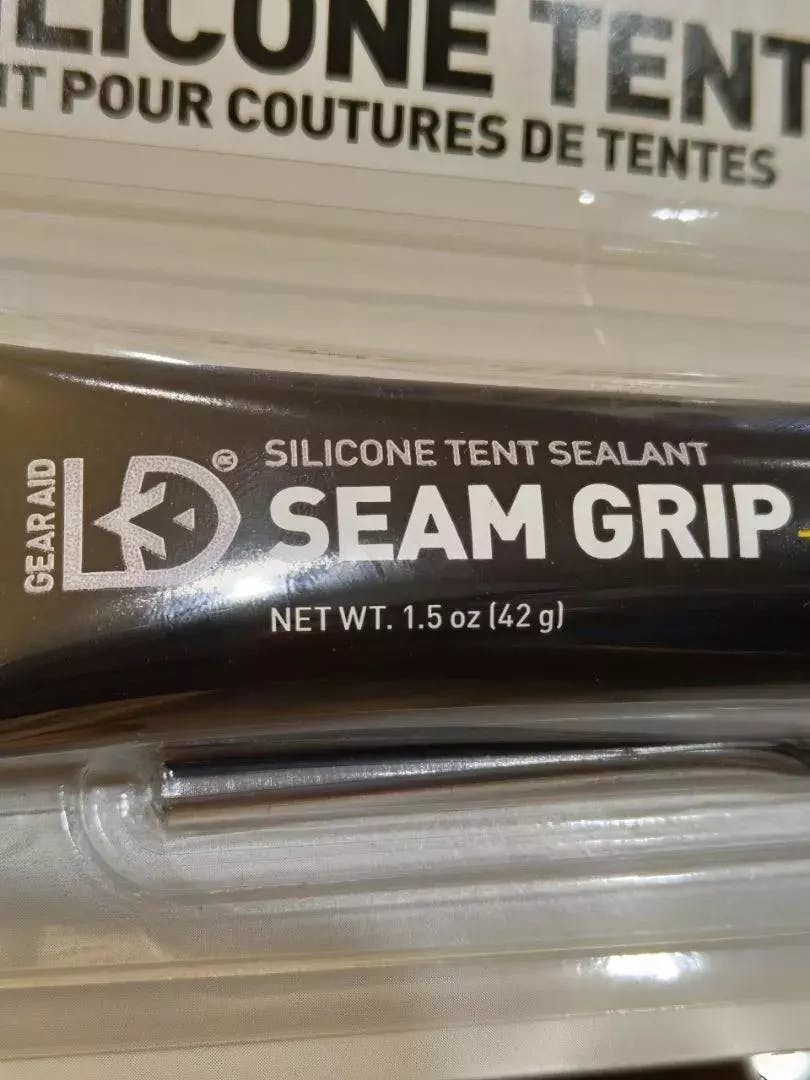 LICONE TENT
IT POUR COUTURES DE TENTES
GEAR AID
®
SILICONE TENT SEALANT
SEAM GRIP
NET WT. 1.5 oz (42 g)